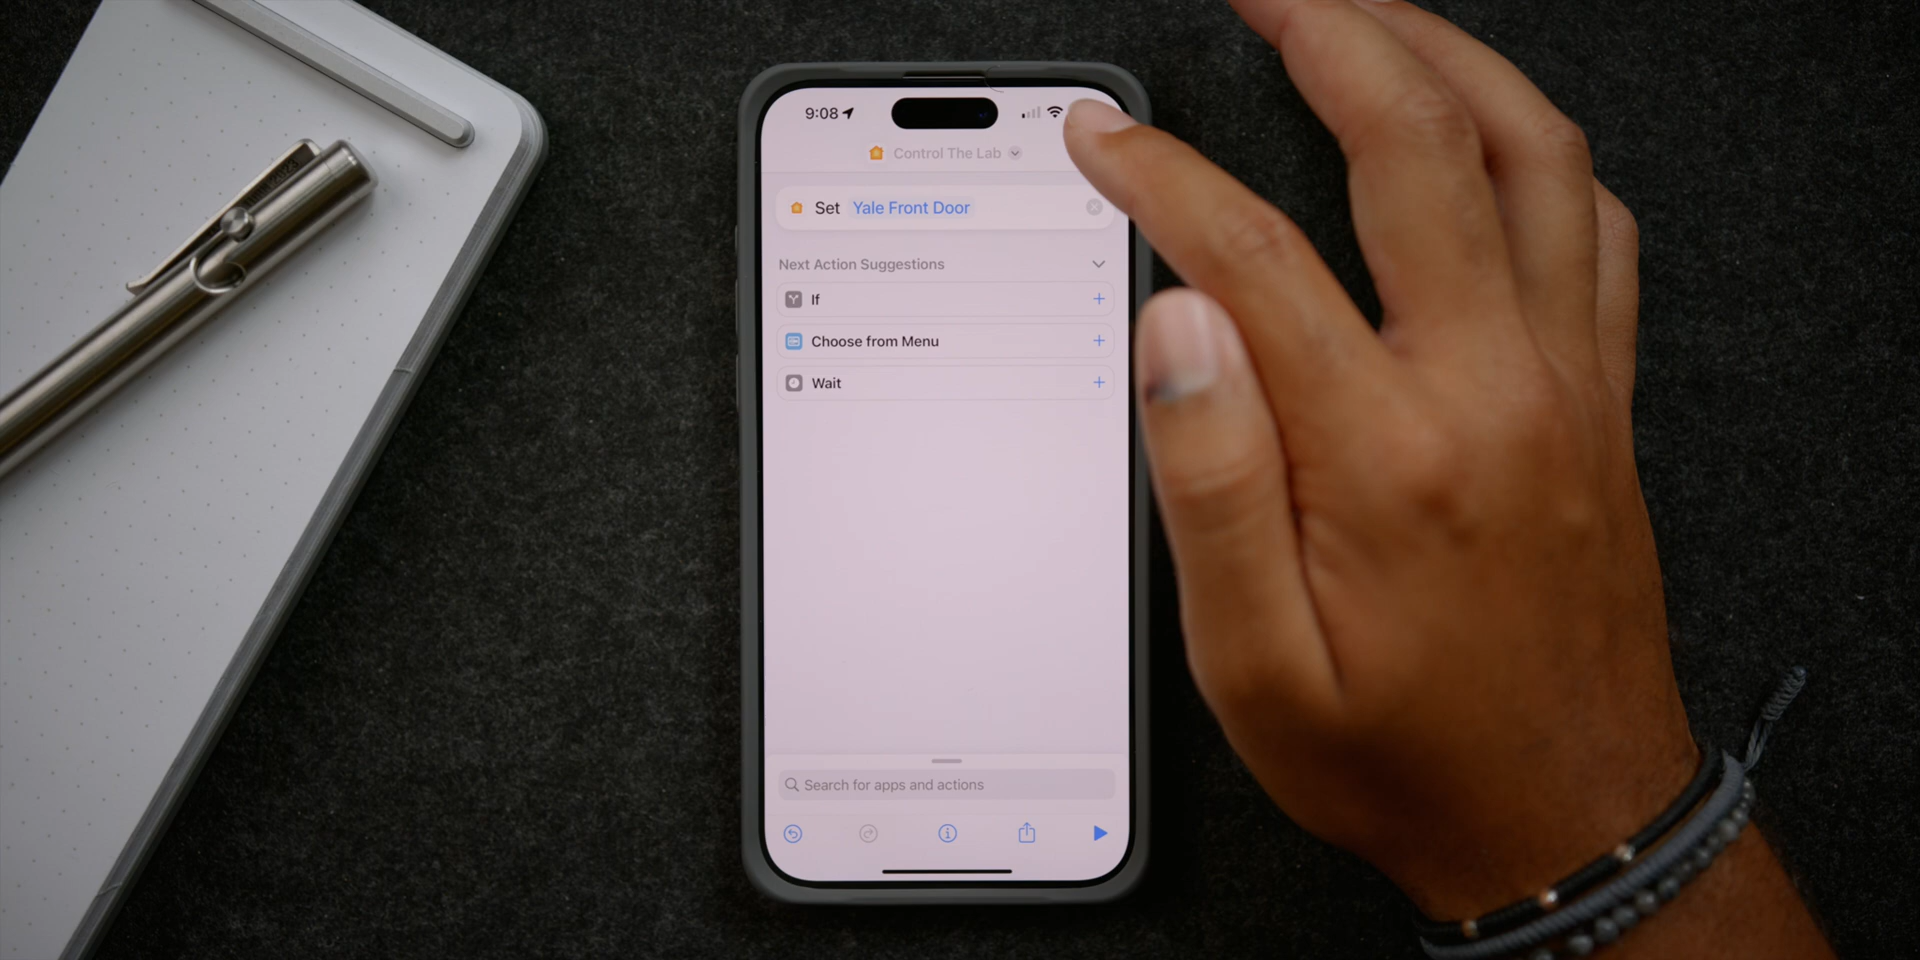 9:08
Control The Lab
Set Yale Front Door
Next Action Suggestions
If
Choose from Menu
Wait
Search for apps and actions